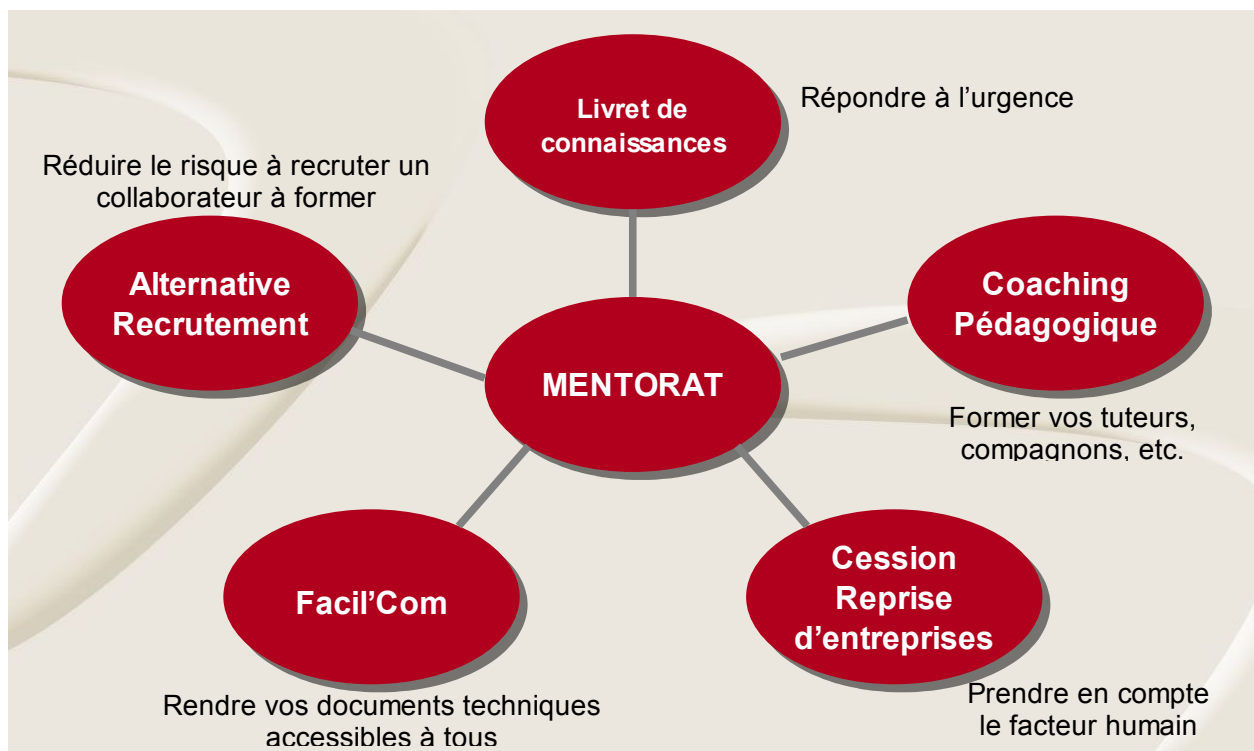 Livret de
connaissances
Répondre à l’urgence
Réduire le risque à recruter un
collaborateur à former
Alternative
Recrutement
Coaching
Pédagogique
MENTORAT
Former vos tuteurs,
compagnons, etc.
Facil’Com
Cession
Reprise
d’entreprises
Rendre vos documents techniques
accessibles à tous
Prendre en compte
le facteur humain